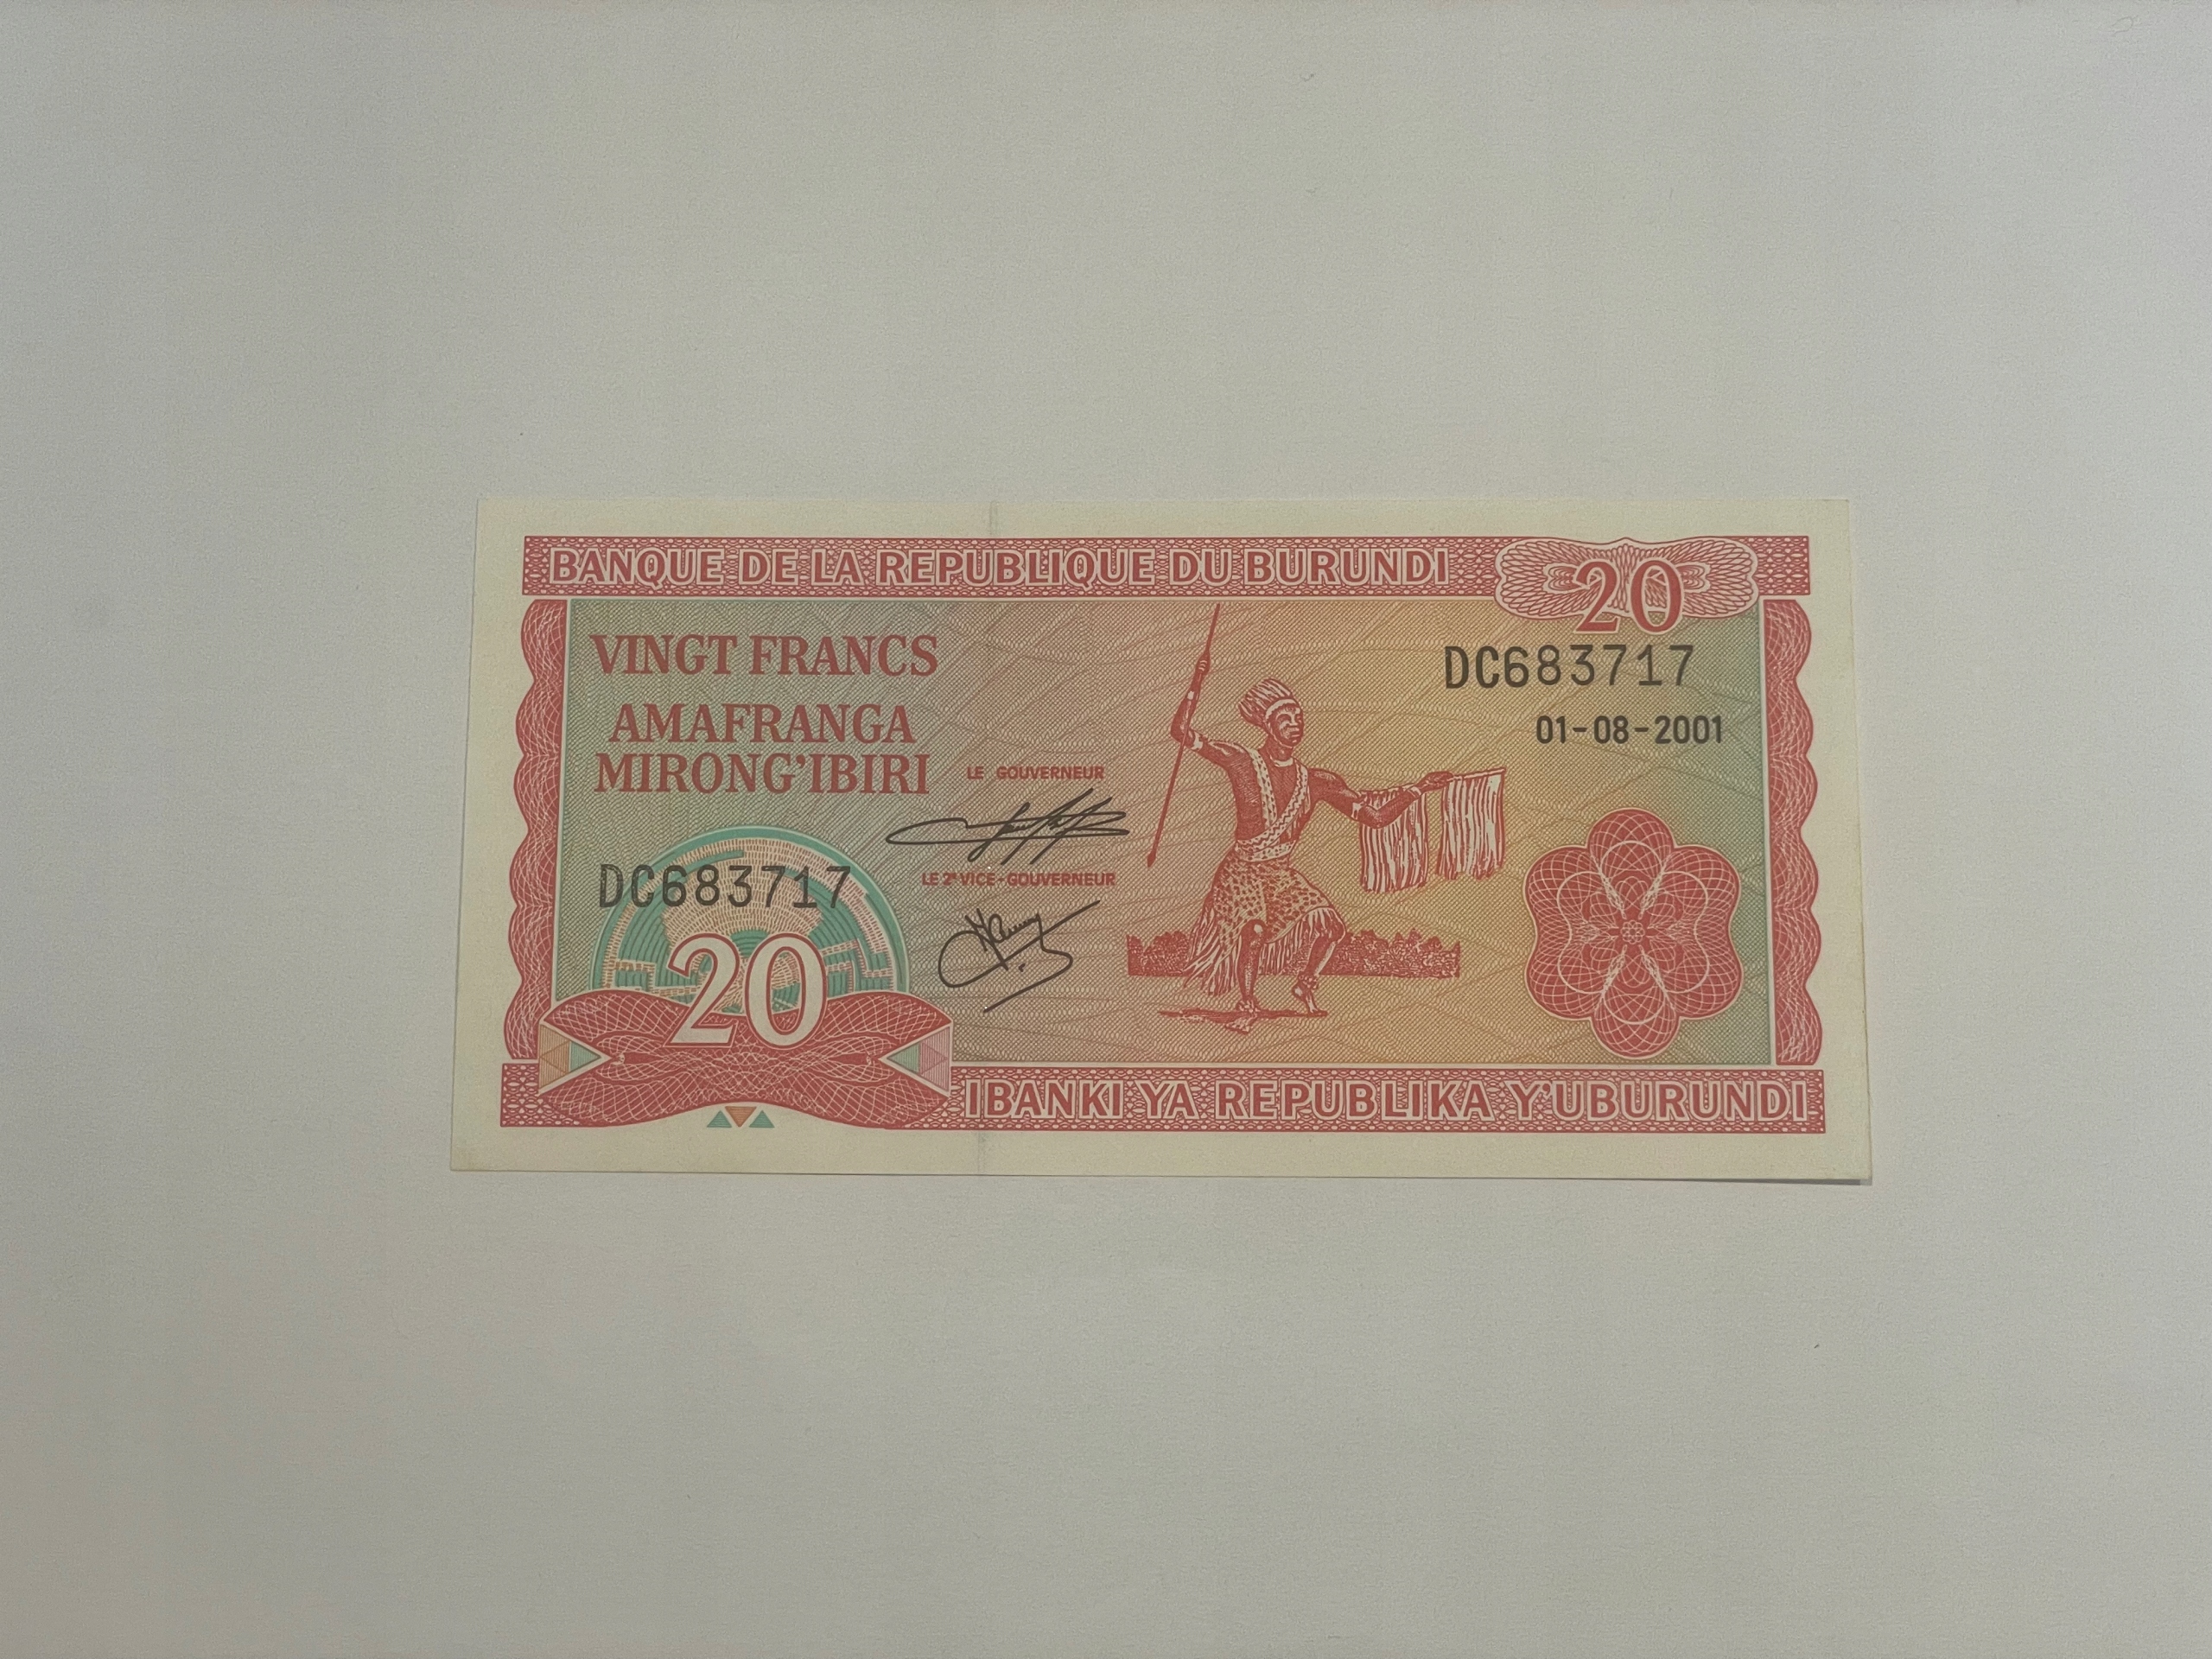 BANQUE DE LA REPUBLIQUE DU BURUNDI
20
VINGT FRANCS
DC683717
AMAFRANGA
MIRONG'IBIRI
01-08-2001
LE GOUVERNEUR
LE 2e VICE-GOUVERNEUR
DC683717
20
IBANKI YA REPUBLIKA Y'UBURUNDI